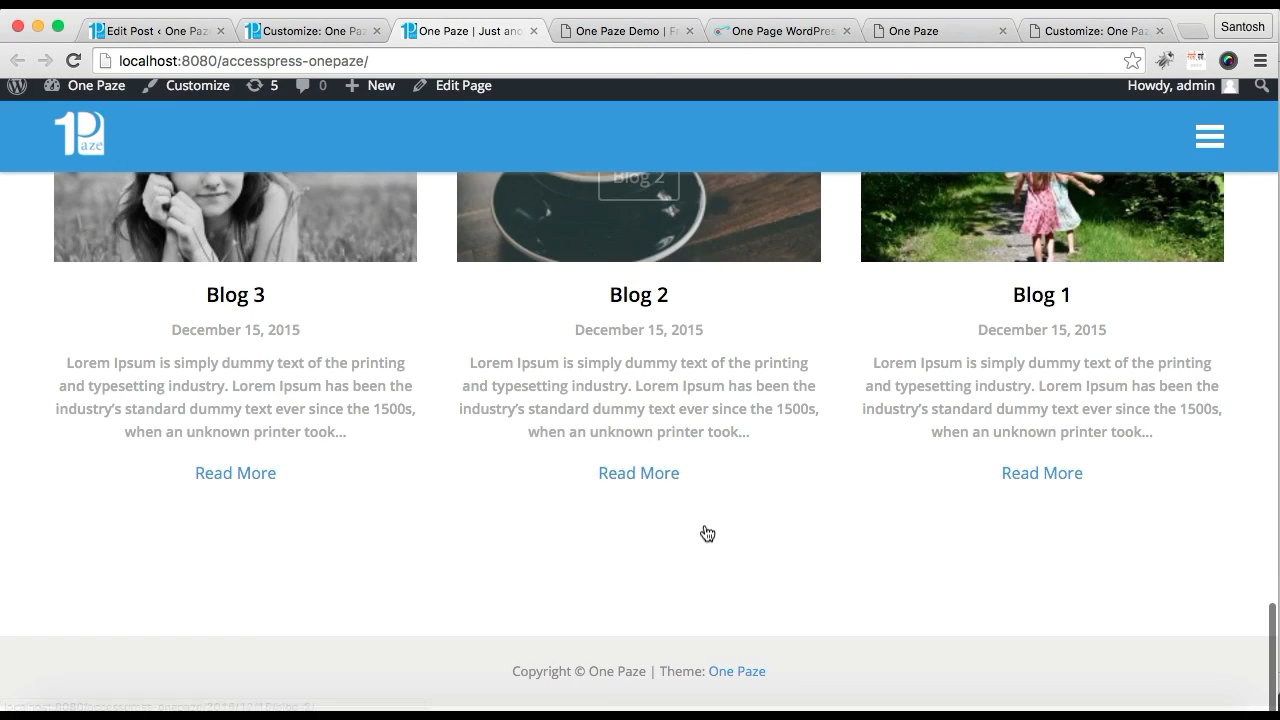 Edit Post ‹ One Paz
Customize: One Pa
One Paze | Just ano
One Paze Demo | F
One Page WordPres
One Paze
Customize: One Pa
Santosh
localhost:8080/accesspress-onepaze/
One Paze
Customize
5
0
New
Edit Page
Howdy, admin
1Paze
Blog 2
Blog 3
December 15, 2015
Lorem Ipsum is simply dummy text of the printing
and typesetting industry. Lorem Ipsum has been the
industry’s standard dummy text ever since the 1500s,
when an unknown printer took...
Read More
Blog 2
December 15, 2015
Lorem Ipsum is simply dummy text of the printing
and typesetting industry. Lorem Ipsum has been the
industry’s standard dummy text ever since the 1500s,
when an unknown printer took...
Read More
Blog 1
December 15, 2015
Lorem Ipsum is simply dummy text of the printing
and typesetting industry. Lorem Ipsum has been the
industry’s standard dummy text ever since the 1500s,
when an unknown printer took...
Read More
Copyright © One Paze | Theme: One Paze